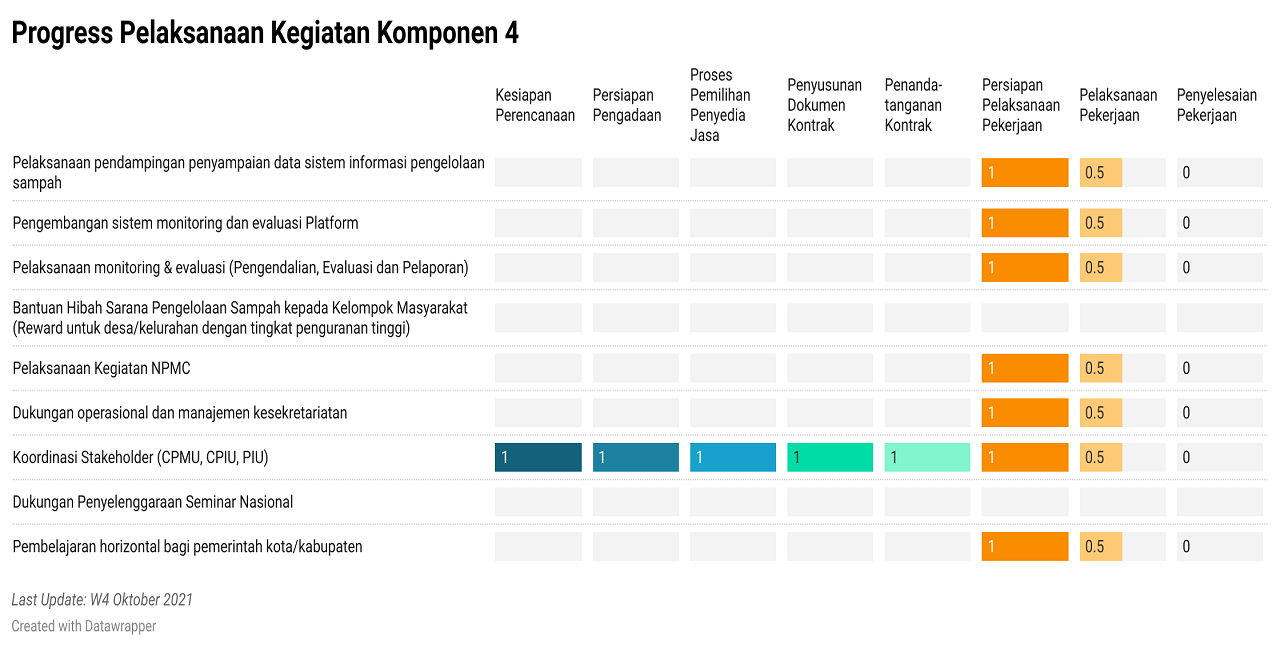 Progress Pelaksanaan Kegiatan Komponen 4
Kesiapan
Perencanaan
Persiapan
Pengadaan
Proses
Pemilihan
Penyedia
Jasa
Penyusunan
Dokumen
Kontrak
Penanda-
tanganan
Kontrak
Persiapan
Pelaksanaan
Pekerjaan
Pelaksanaan
Pekerjaan
Penyelesaian
Pekerjaan
Pelaksanaan pendampingan penyampaian data sistem informasi pengelolaan
sampah
1 0.5 0
Pengembangan sistem monitoring dan evaluasi Platform 1 0.5 0
Pelaksanaan monitoring & evaluasi (Pengendalian, Evaluasi dan Pelaporan) 1 0.5 0
Bantuan Hibah Sarana Pengelolaan Sampah kepada Kelompok Masyarakat
(Reward untuk desa/kelurahan dengan tingkat penguranan tinggi)
Pelaksanaan Kegiatan NPMC 1 0.5 0
Dukungan operasional dan manajemen kesekretariatan 1 0.5 0
Koordinasi Stakeholder (CPMU, CPIU, PIU) 1 1 1 1 1 1 0.5 0
Dukungan Penyelenggaraan Seminar Nasional
Pembelajaran horizontal bagi pemerintah kota/kabupaten 1 0.5 0
Last Update: W4 Oktober 2021
Created with Datawrapper